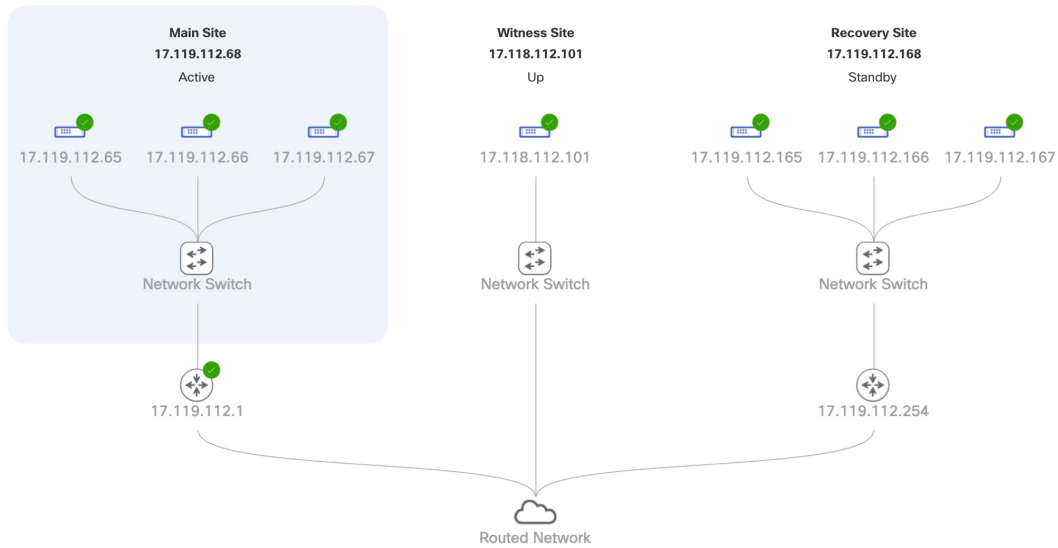 Main Site
17.119.112.68
Active
Witness Site
17.118.112.101
Up
Recovery Site
17.119.112.168
Standby
17.119.112.65
17.119.112.66
17.119.112.67
17.118.112.101
17.119.112.165
17.119.112.166
17.119.112.167
Network Switch
Network Switch
Network Switch
17.119.112.1
17.119.112.254
Routed Network